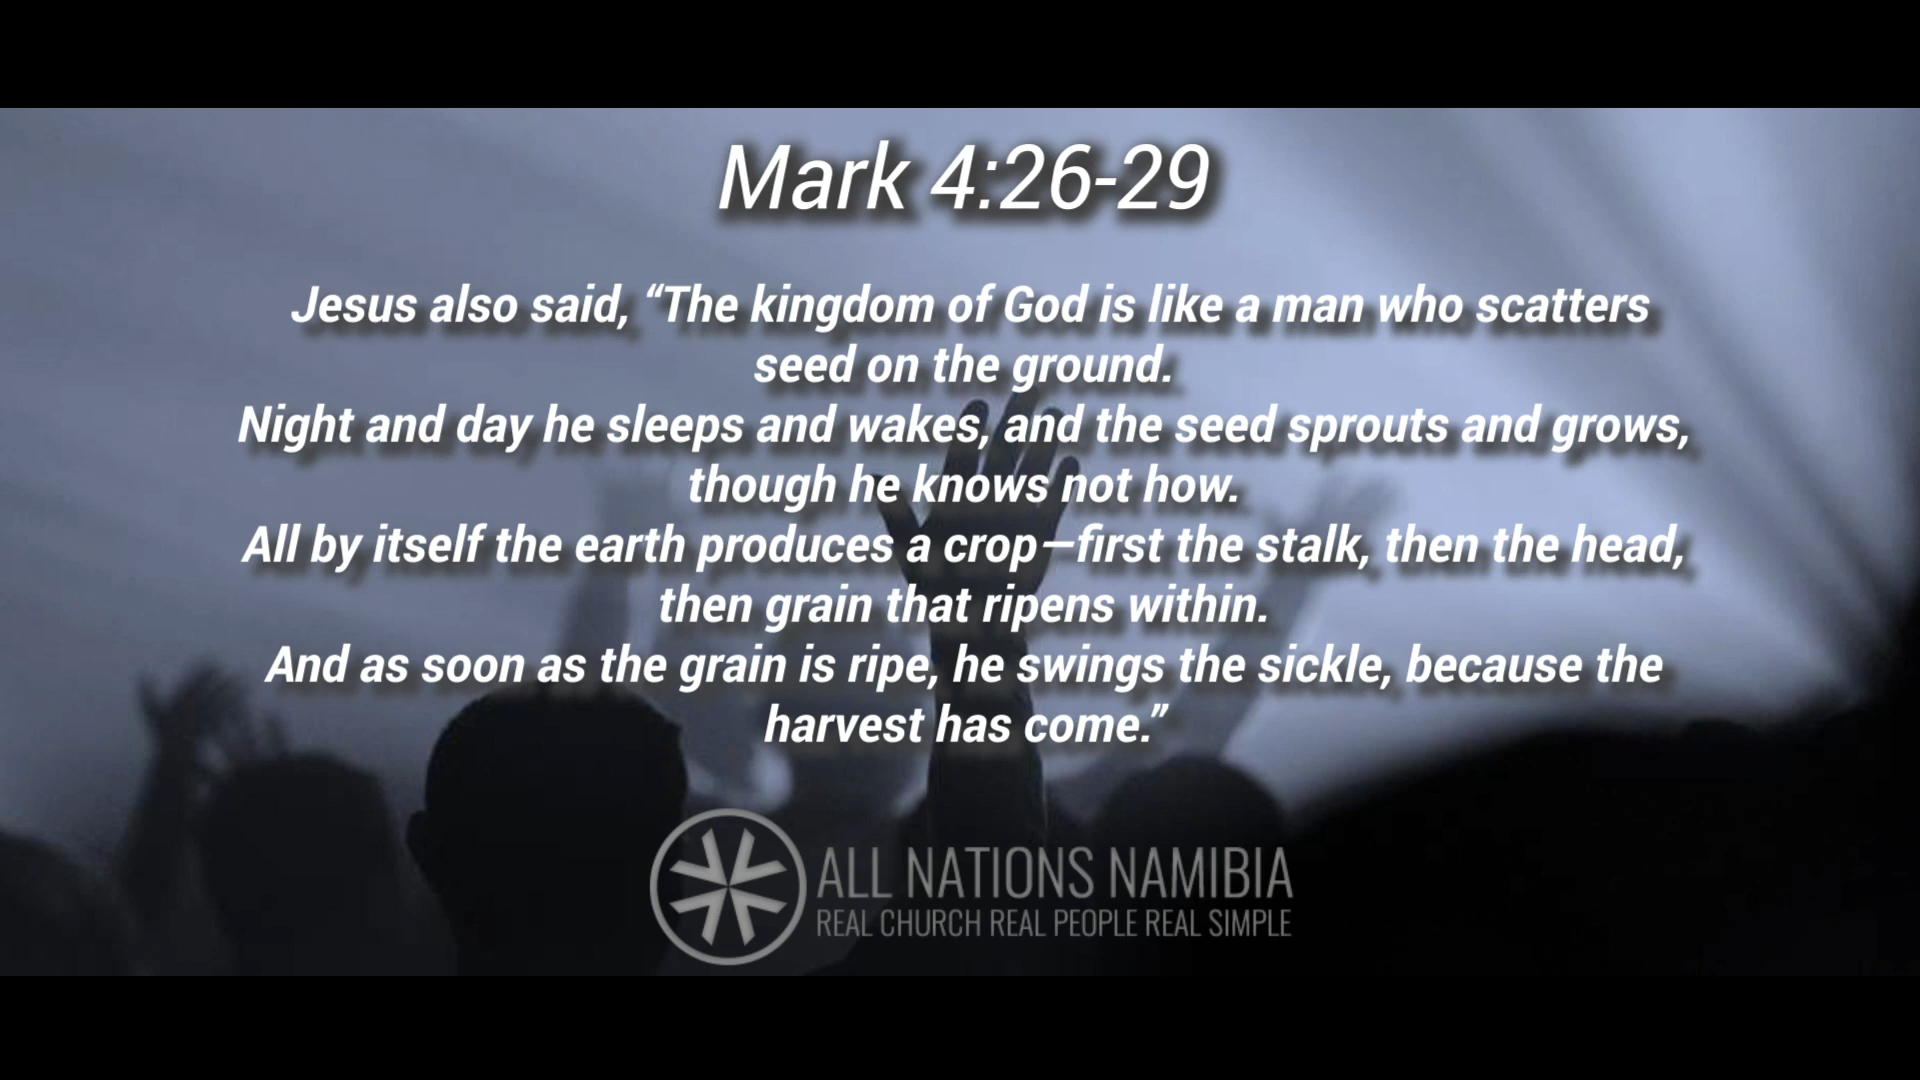 Mark 4:26-29
Jesus also said, “The kingdom of God is like a man who scatters
seed on the ground.
Night and day he sleeps and wakes, and the seed sprouts and grows,
though he knows not how.
All by itself the earth produces a crop—first the stalk, then the head,
then grain that ripens within.
And as soon as the grain is ripe, he swings the sickle, because the
harvest has come.”
ALL NATIONS NAMIBIA
REAL CHURCH REAL PEOPLE REAL SIMPLE